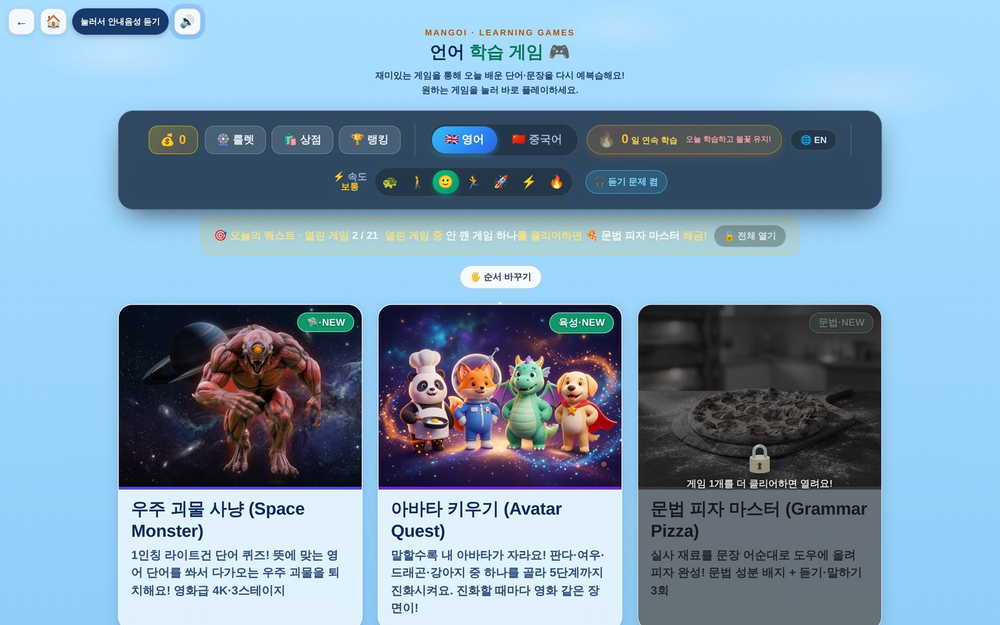 눌러서 안내음성 듣기
MANGOI · LEARNING GAMES
언어 학습 게임
재미있는 게임을 통해 오늘 배운 단어·문장을 다시 예복습해요!
원하는 게임을 눌러 바로 플레이하세요.
0
룰렛
상점
랭킹
영어
중국어
0 일 연속 학습
오늘 학습하고 불꽃 유지!
EN
속도
보통
듣기 문제 켬
오늘의 퀘스트 · 열린 게임 2 / 21 열린 게임 중 안 깬 게임 하나를 클리어하면 🍕 문법 피자 마스터 해금!
전체 열기
순서 바꾸기
·NEW
육성·NEW
문법·NEW
게임 1개를 더 클리어하면 열려요!
우주 괴물 사냥 (Space
Monster)
1인칭 라이트건 단어 퀴즈! 뜻에 맞는 영
어 단어를 쏴서 다가오는 우주 괴물을 퇴
치해요! 영화급 4K·3스테이지
아바타 키우기 (Avatar
Quest)
말할수록 내 아바타가 자라요! 판다·여우·
드래곤·강아지 중 하나를 골라 5단계까지
진화시켜요. 진화할 때마다 영화 같은 장
면이!
문법 피자 마스터 (Grammar
Pizza)
실사 재료를 문장 어순대로 도우에 올려
피자 완성! 문법 성분 배지 + 듣기·말하기
3회